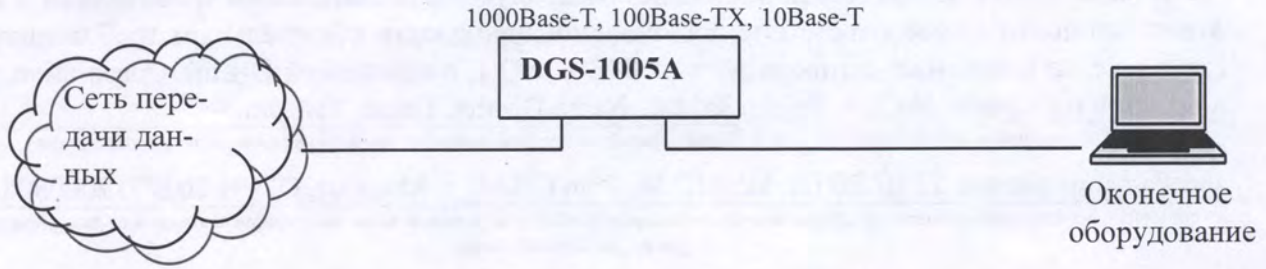 1000Base-T, 100Base-TX, 10Base-T
DGS-1005A
Сеть пере-
дачи дан-
ных
Оконечное
оборудование